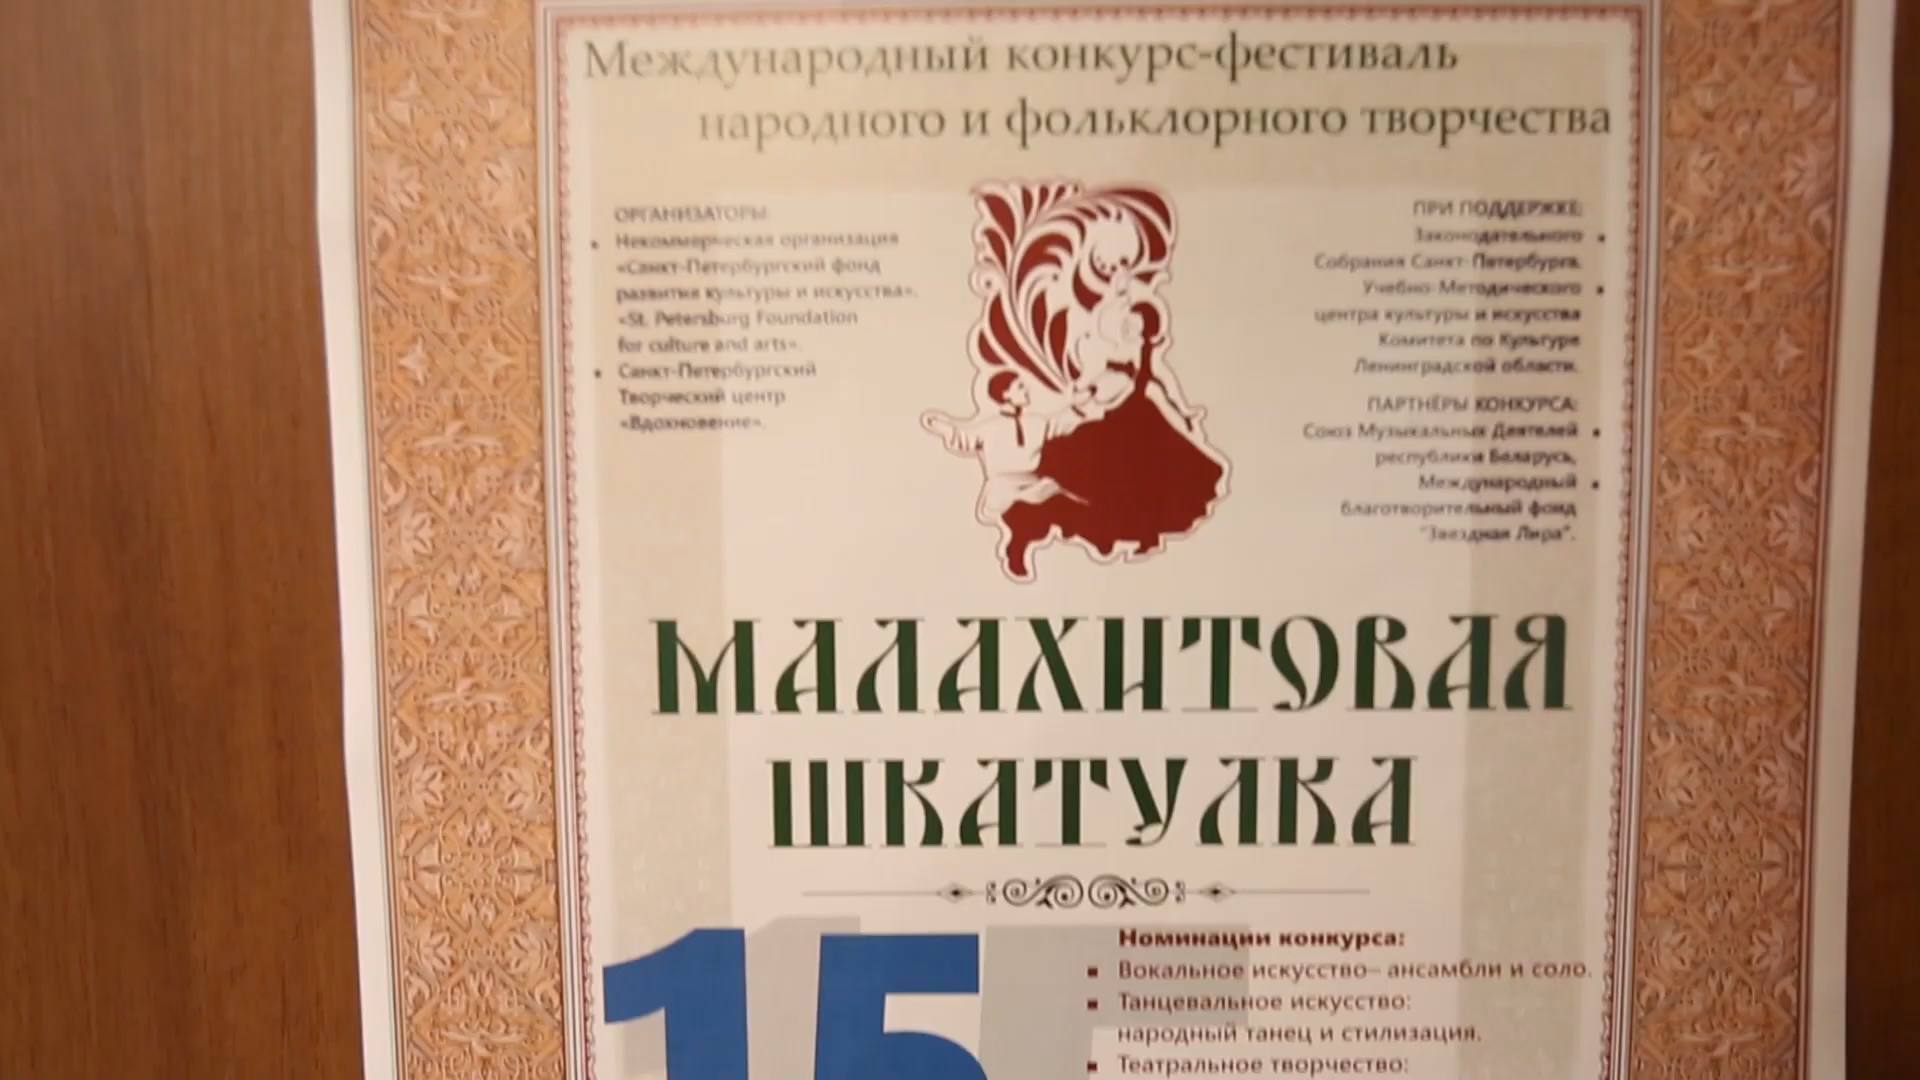 Международный конкурс-фестиваль
народного и фольклорного творчества
ОРГАНИЗАТОРЫ:
Некоммерческая организация
«Санкт-Петербургский фонд
развития культуры и искусства».
«St. Petersburg Foundation
for culture and arts».
Санкт-Петербургский
Творческий центр
«Вдохновение».
ПРИ ПОДДЕРЖКЕ:
Законодательного
Собрания Санкт-Петербурга.
Учебно-Методического
центра культуры и искусства
Комитета по Культуре
Ленинградской области.
ПАРТНЁРЫ КОНКУРСА:
Союз Музыкальных Деятелей
республики Беларусь,
Международный
благотворительный фонд
"Звездная Лира".
МАЛАХИТОВАЯ
ШКАТУЛКА
15
Номинации конкурса:
Вокальное искусство– ансамбли и соло.
Танцевальное искусство:
народный танец и стилизация.
Театральное творчество: